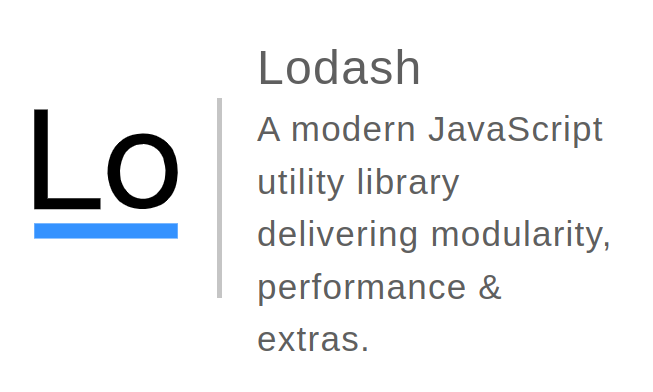 Lo
Lodash
A modern JavaScript
utility library
delivering modularity,
performance &
extras.